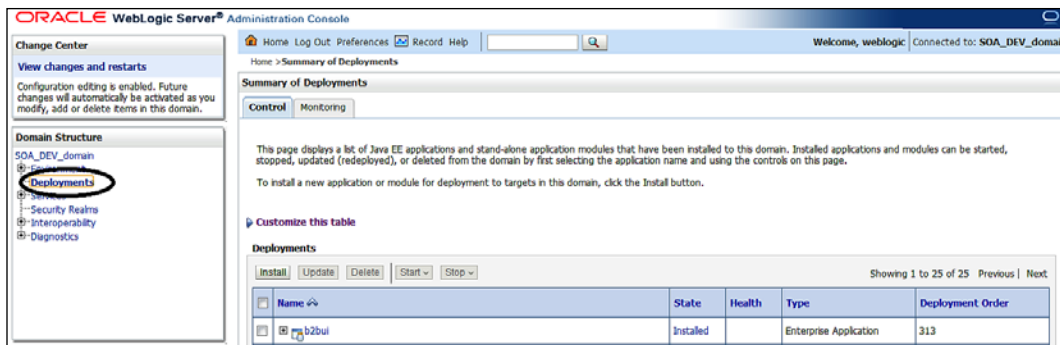 ORACLE WebLogic Server® Administration Console
Change Center
View changes and restarts
Configuration editing is enabled. Future
changes will automatically be activated as you
modify, add or delete items in this domain.
Domain Structure
SOA_DEV_domain
Environment
Deployments
Services
Security Realms
Interoperability
Diagnostics
Home Log Out Preferences Record Help
Welcome, weblogic Connected to: SOA_DEV_domai
Home >Summary of Deployments
Summary of Deployments
Control Monitoring
This page displays a list of Java EE applications and stand-alone application modules that have been installed to this domain. Installed applications and modules can be started,
stopped, updated (redeployed), or deleted from the domain by first selecting the application name and using the controls on this page.
To install a new application or module for deployment to targets in this domain, click the Install button.
Customize this table
Deployments
Install Update Delete Start Stop
Showing 1 to 25 of 25 Previous | Next
Name State Health Type Deployment Order
b2bui Installed Enterprise Application 313